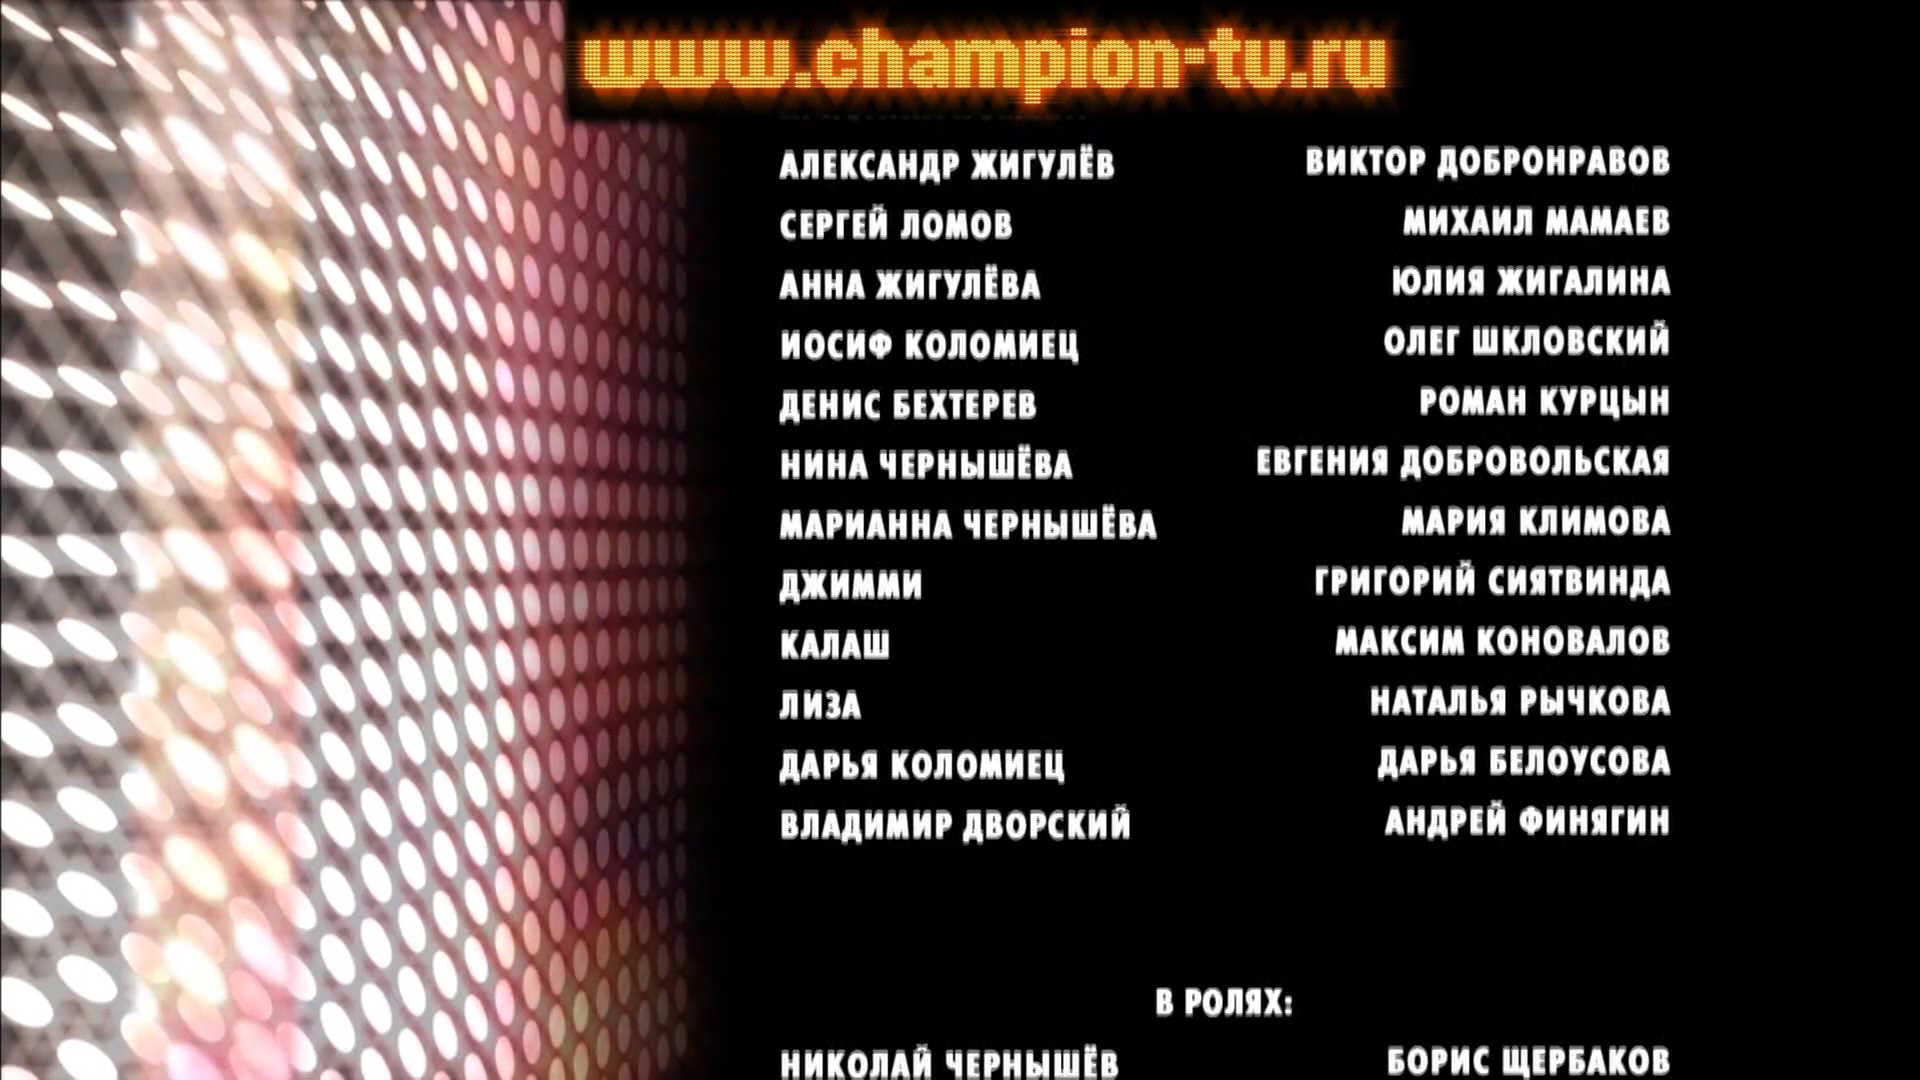 www.champion-tv.ru
АЛЕКСАНДР ЖИГУЛЁВ ВИКТОР ДОБРОНРАВОВ
СЕРГЕЙ ЛОМОВ МИХАИЛ МАМАЕВ
АННА ЖИГУЛЁВА ЮЛИЯ ЖИГАЛИНА
ИОСИФ КОЛОМИЕЦ ОЛЕГ ШКЛОВСКИЙ
ДЕНИС БЕХТЕРЕВ РОМАН КУРЦЫН
НИНА ЧЕРНЫШЁВА ЕВГЕНИЯ ДОБРОВОЛЬСКАЯ
МАРИАННА ЧЕРНЫШЁВА МАРИЯ КЛИМОВА
ДЖИММИ ГРИГОРИЙ СИЯТВИНДА
КАЛАШ МАКСИМ КОНОВАЛОВ
ЛИЗА НАТАЛЬЯ РЫЧКОВА
ДАРЬЯ КОЛОМИЕЦ ДАРЬЯ БЕЛОУСОВА
ВЛАДИМИР ДВОРСКИЙ АНДРЕЙ ФИНЯГИН
В РОЛЯХ:
НИКОЛАЙ ЧЕРНЫШЁВ БОРИС ЩЕРБАКОВ